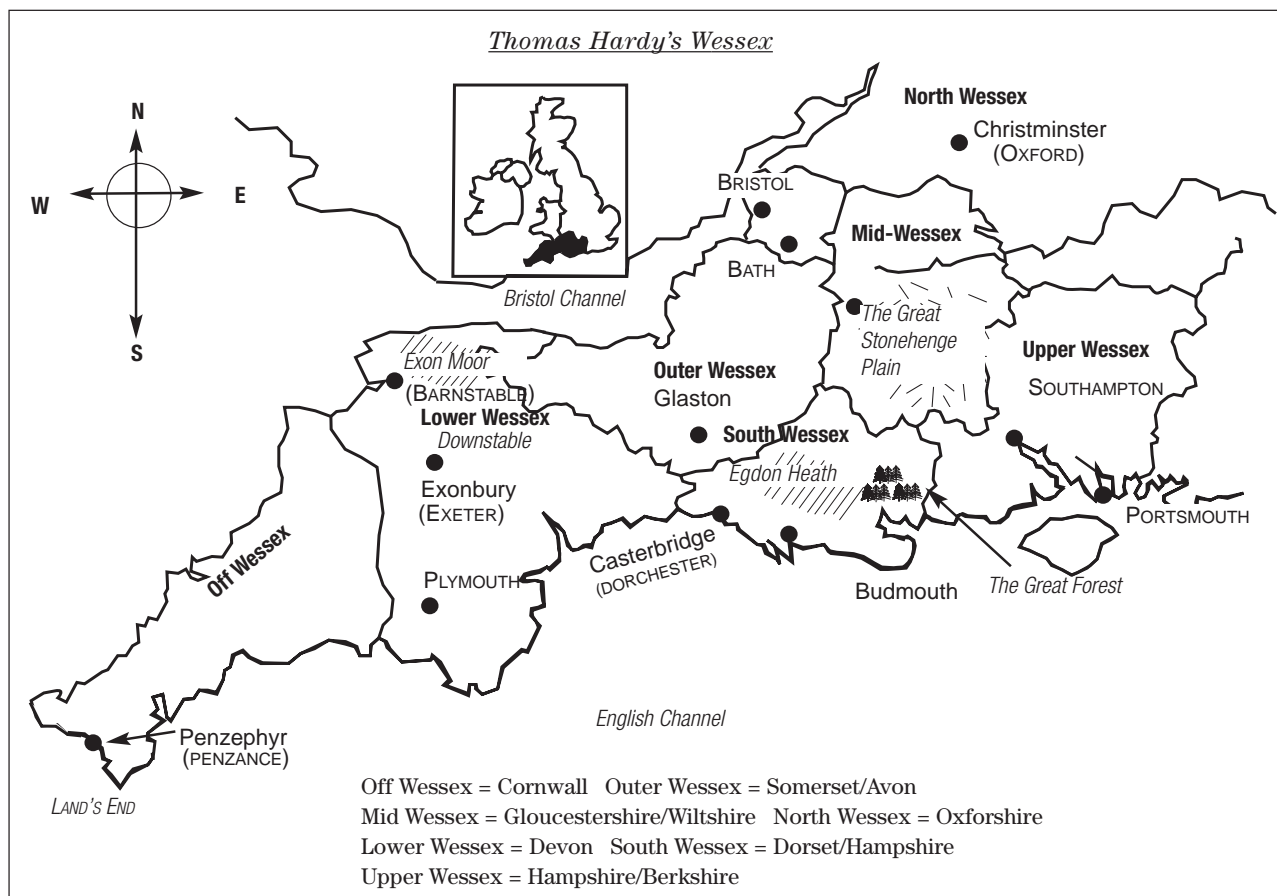 Thomas Hardy's Wessex
N
W
E
S
North Wessex
Christminster
(OXFORD)
BRISTOL
Mid-Wessex
BATH
Bristol Channel
The Great
Stonehenge
Plain
Upper Wessex
SOUTHAMPTON
Exon Moor
(BARNSTABLE)
Outer Wessex
Glaston
Lower Wessex
Downstable
South Wessex
Egdon Heath
Exonbury
(EXETER)
PORTSMOUTH
Off Wessex
Casterbridge
(DORCHESTER)
PLYMOUTH
Budmouth
The Great Forest
English Channel
Penzephyr
(PENZANCE)
LAND'S END
Off Wessex = Cornwall Outer Wessex = Somerset/Avon
Mid Wessex = Gloucestershire/Wiltshire North Wessex = Oxforshire
Lower Wessex = Devon South Wessex = Dorset/Hampshire
Upper Wessex = Hampshire/Berkshire